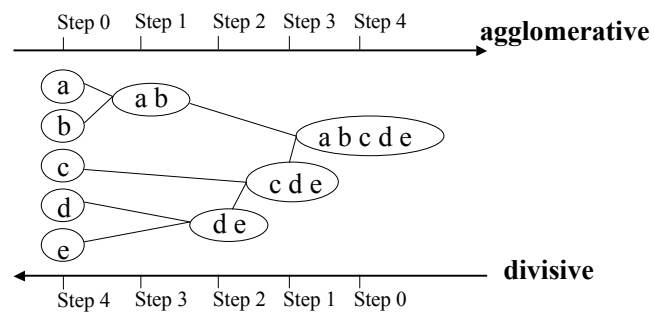 Step 0 Step 1 Step 2 Step 3 Step 4
agglomerative
a
a b
b
a b c d e
c
c d e
d
d e
e
divisive
Step 4 Step 3 Step 2 Step 1 Step 0